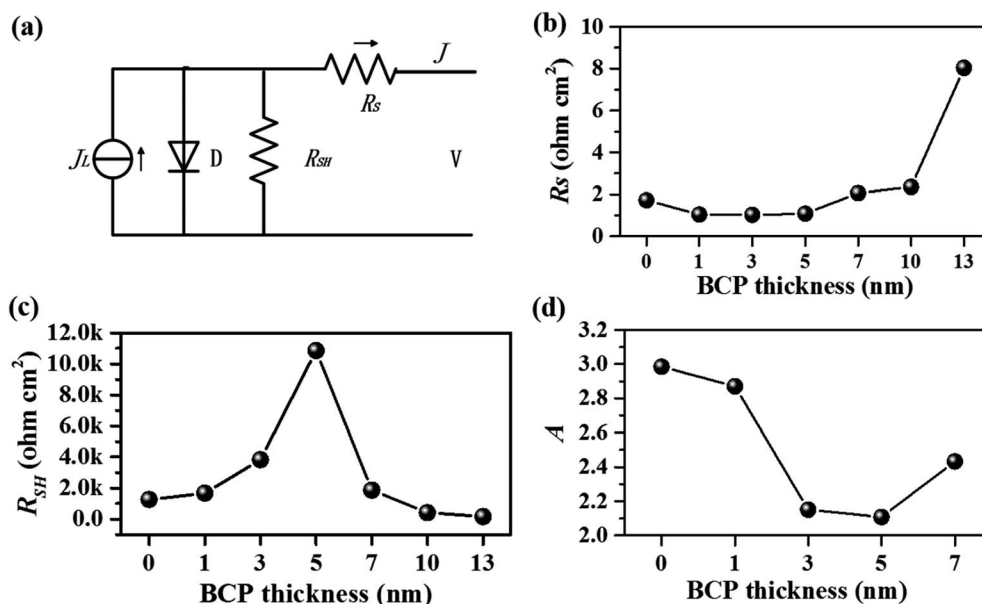 (a)
J
Rs
JL
D
RSH
V
(b)
Rs (ohm cm²)
10
8
6
4
2
0
0 1 3 5 7 10 13
BCP thickness (nm)
(c)
RSH (ohm cm²)
12.0k
10.0k
8.0k
6.0k
4.0k
2.0k
0.0
0 1 3 5 7 10 13
BCP thickness (nm)
(d)
A
3.2
3.0
2.8
2.6
2.4
2.2
2.0
0 1 3 5 7
BCP thickness (nm)